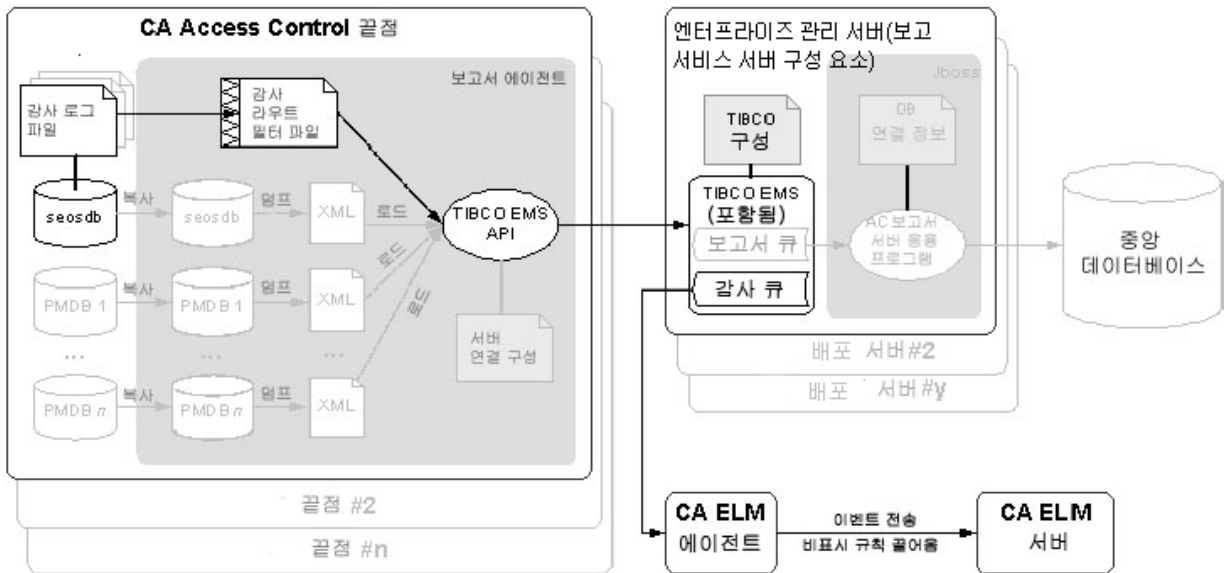 CA Access Control 끝점
보고서 에이전트
감사 로그
파일
감사
라우트
필터 파일
seosdb
복사
seosdb
덤프
XML
로드
TIBCO EMS
API
PMDB 1
복사
PMDB 1
덤프
XML
로드
...
...
...
PMDB n
복사
PMDB n
덤프
XML
로드
서버
연결 구성
끝점 #2
끝점 #n
엔터프라이즈 관리 서버(보고
서비스 서버 구성 요소)
Jboss
TIBCO
구성
DB
연결 정보
TIBCO EMS
(포함됨)
보고서 큐
감사 큐
AC 보고서
서버 응용
프로그램
중앙
데이터베이스
배포 서버#2
배포 서버#y
CA ELM
에이전트
이벤트 전송
비표시 규칙 끌어옴
CA ELM
서버